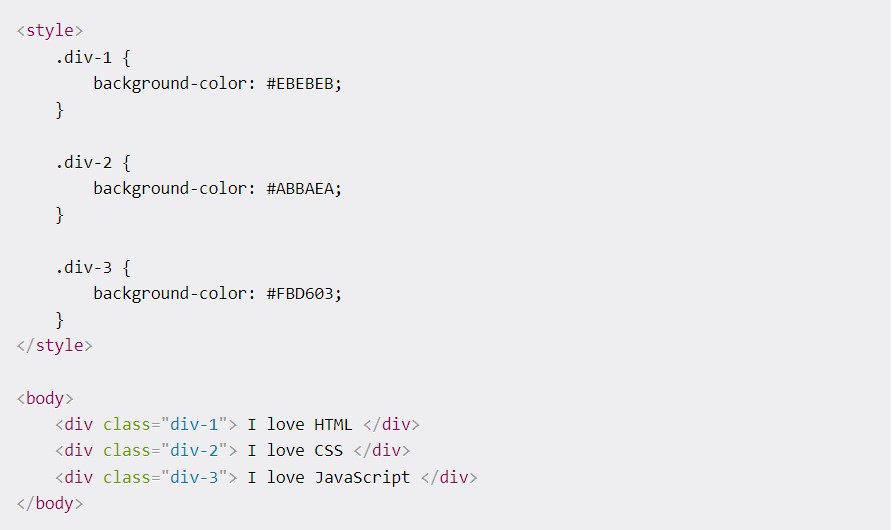 <style>
    .div-1 {
        background-color: #EBEBEB;
    }

    .div-2 {
        background-color: #ABBAEA;
    }

    .div-3 {
        background-color: #FBD603;
    }
</style>

<body>
    <div class="div-1"> I love HTML </div>
    <div class="div-2"> I love CSS </div>
    <div class="div-3"> I love JavaScript </div>
</body>